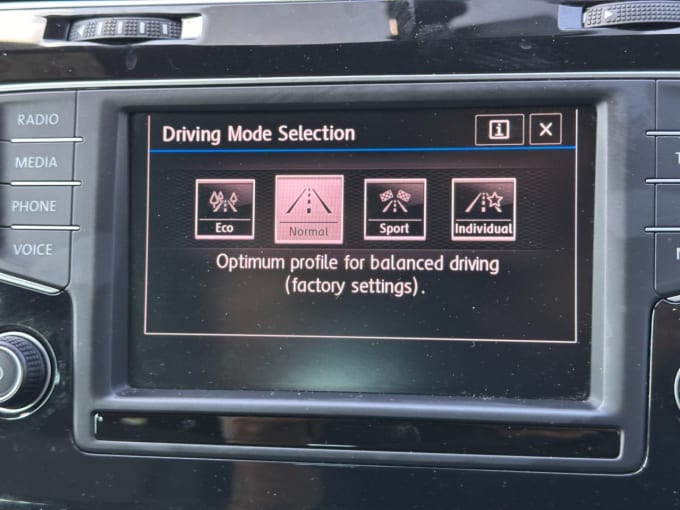 RADIO
MEDIA
PHONE
VOICE
Driving Mode Selection
Eco
Normal
Sport
Individual
Optimum profile for balanced driving
(factory settings).